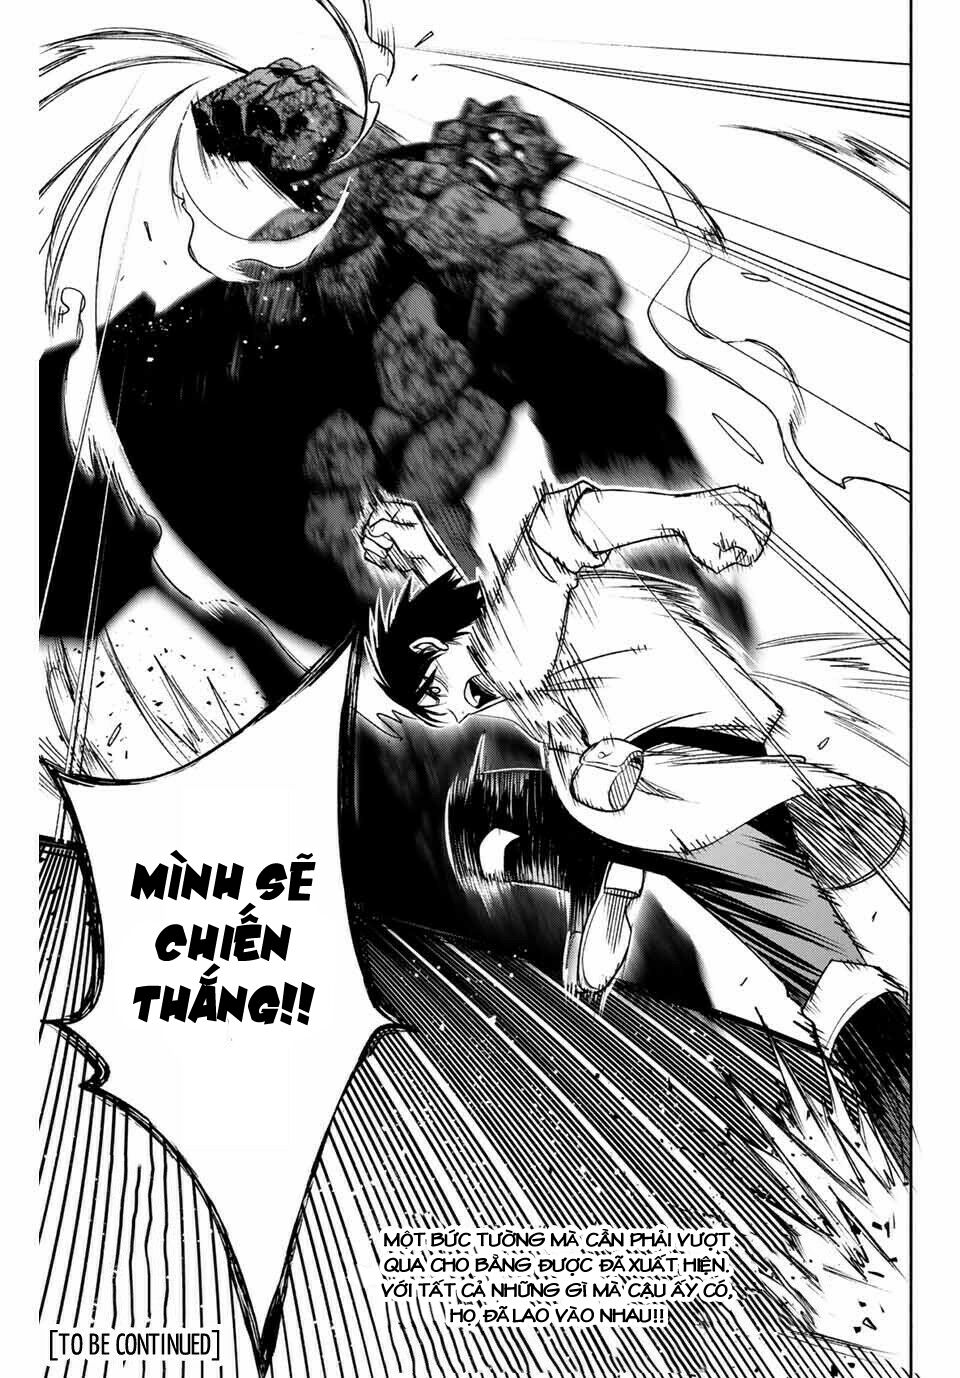 MÌNH SẼ
CHIẾN
THẮNG!!
MỘT BỨC TƯỜNG MÀ CẦN PHẢI VƯỢT
QUA CHO BẰNG ĐƯỢC ĐÃ XUẤT HIỆN,
VỚI TẤT CẢ NHỮNG GÌ MÀ CẬU ẤY CÓ,
HỌ ĐÃ LAO VÀO NHAU!!
[TO BE CONTINUED]